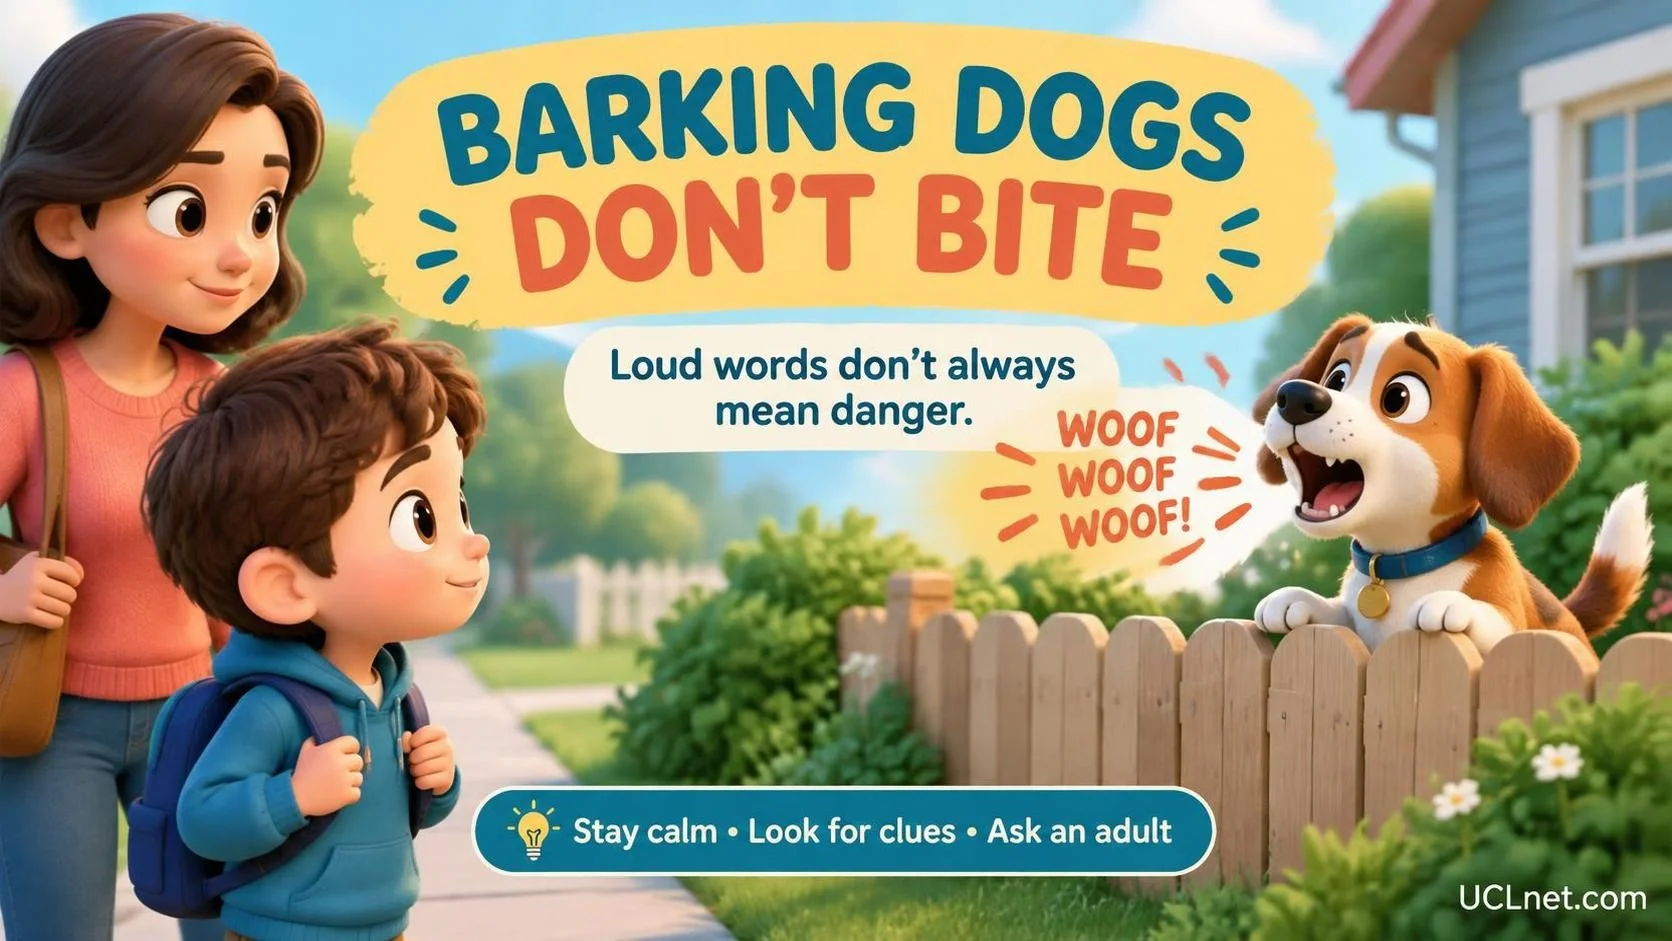 BARKING DOGS
DON'T BITE
Loud words don't always
mean danger.
WOOF
WOOF
WOOF!
Stay calm • Look for clues • Ask an adult
UCLnet.com